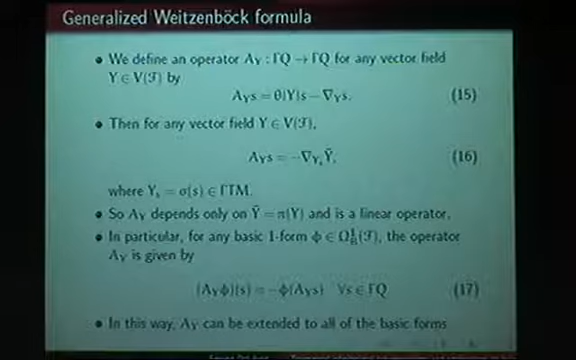 Generalized Weitzenböck formula
• We define an operator A_Y : ΓQ → ΓQ for any vector field
Y ∈ V(ℱ) by
A_Y s = θ(Y)s − ∇_Y s. (15)
• Then for any vector field Y ∈ V(ℱ),
A_Y s = −∇_{Y_s} Ȳ, (16)
where Y_s = σ(s) ∈ ΓTM.
• So A_Y depends only on Ȳ = π(Y) and is a linear operator.
• In particular, for any basic 1-form ϕ ∈ Ω_B^1(ℱ), the operator
A_Y is given by
(A_Y ϕ)(s) = −ϕ(A_Y s) ∀s ∈ ΓQ (17)
• In this way, A_Y can be extended to all of the basic forms